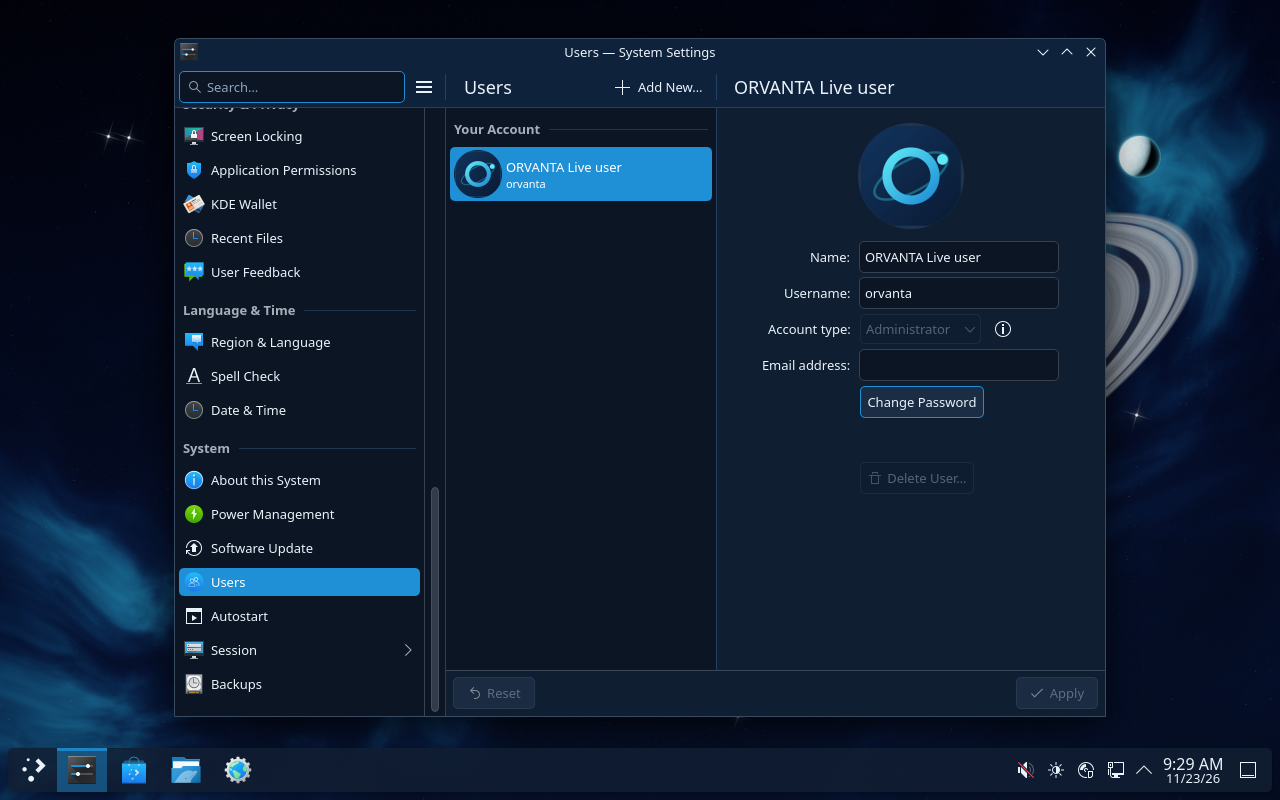 Users — System Settings
Search...
Users
Add New...
ORVANTA Live user
Security & Privacy
Screen Locking
Application Permissions
KDE Wallet
Recent Files
User Feedback
Language & Time
Region & Language
Spell Check
Date & Time
System
About this System
Power Management
Software Update
Users
Autostart
Session
Backups
Your Account
ORVANTA Live user
orvanta
Name:
ORVANTA Live user
Username:
orvanta
Account type:
Administrator
Email address:
Change Password
Delete User...
Reset
Apply
9:29 AM
11/23/26